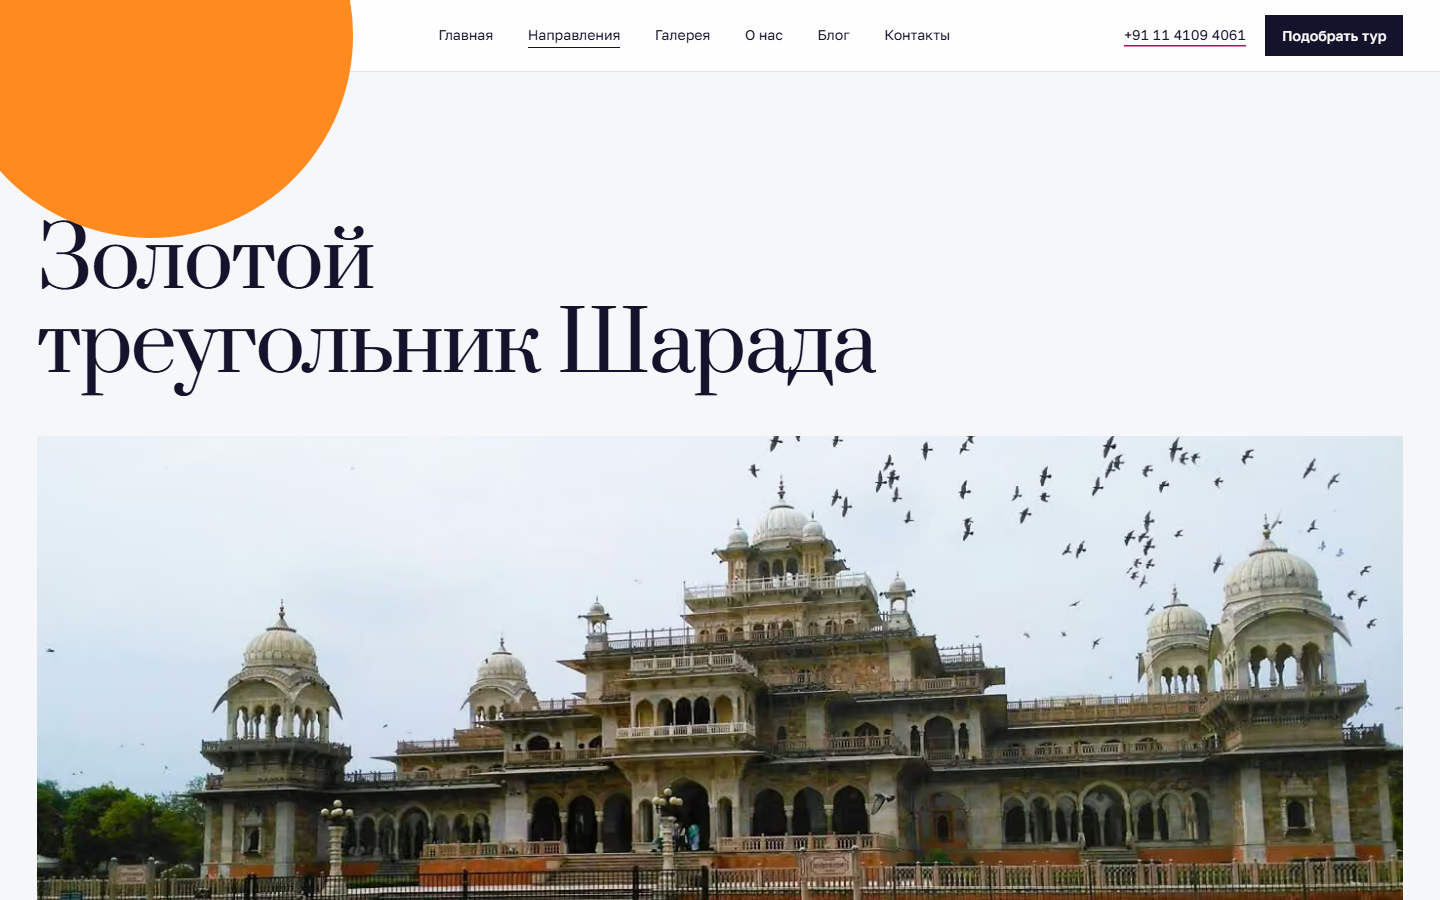 Главная
Направления
Галерея
О нас
Блог
Контакты
+91 11 4109 4061
Подобрать тур
Золотой
треугольник Шарада